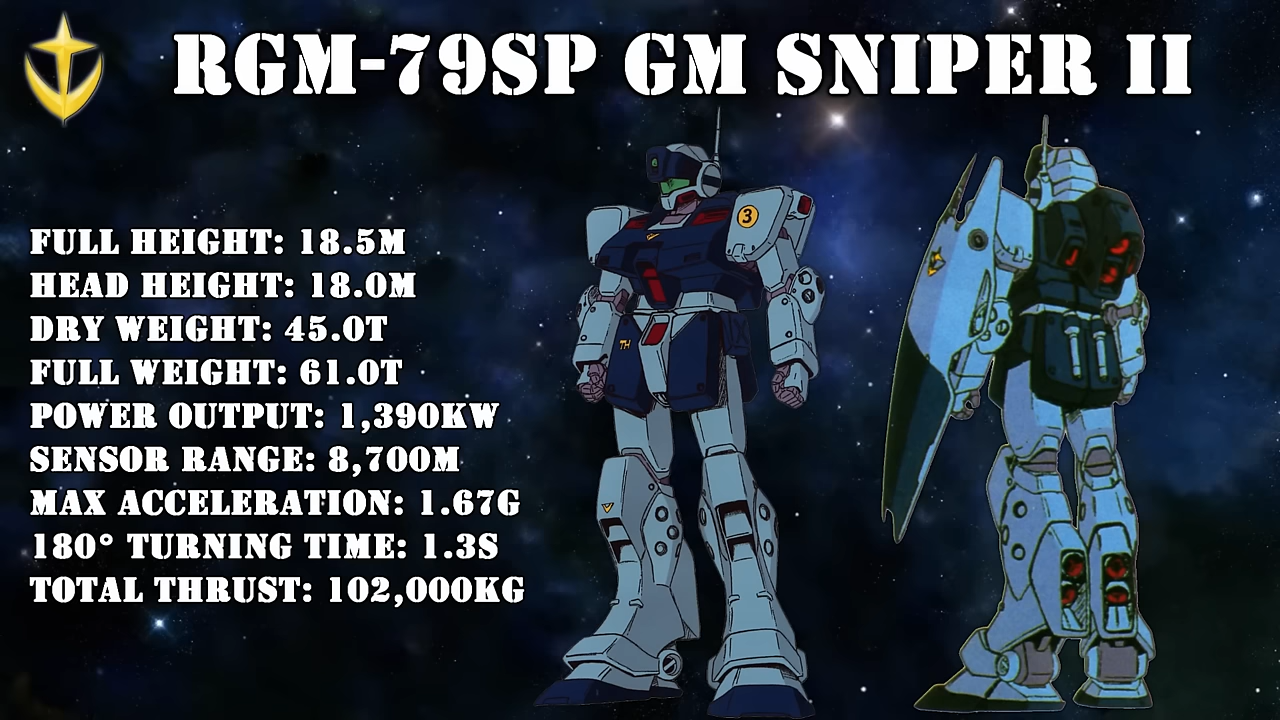 RGM-79SP GM SNIPER II
FULL HEIGHT: 18.5M
HEAD HEIGHT: 18.0M
DRY WEIGHT: 45.0T
FULL WEIGHT: 61.0T
POWER OUTPUT: 1,390KW
SENSOR RANGE: 8,700M
MAX ACCELERATION: 1.67G
180° TURNING TIME: 1.3S
TOTAL THRUST: 102,000KG
3
TH